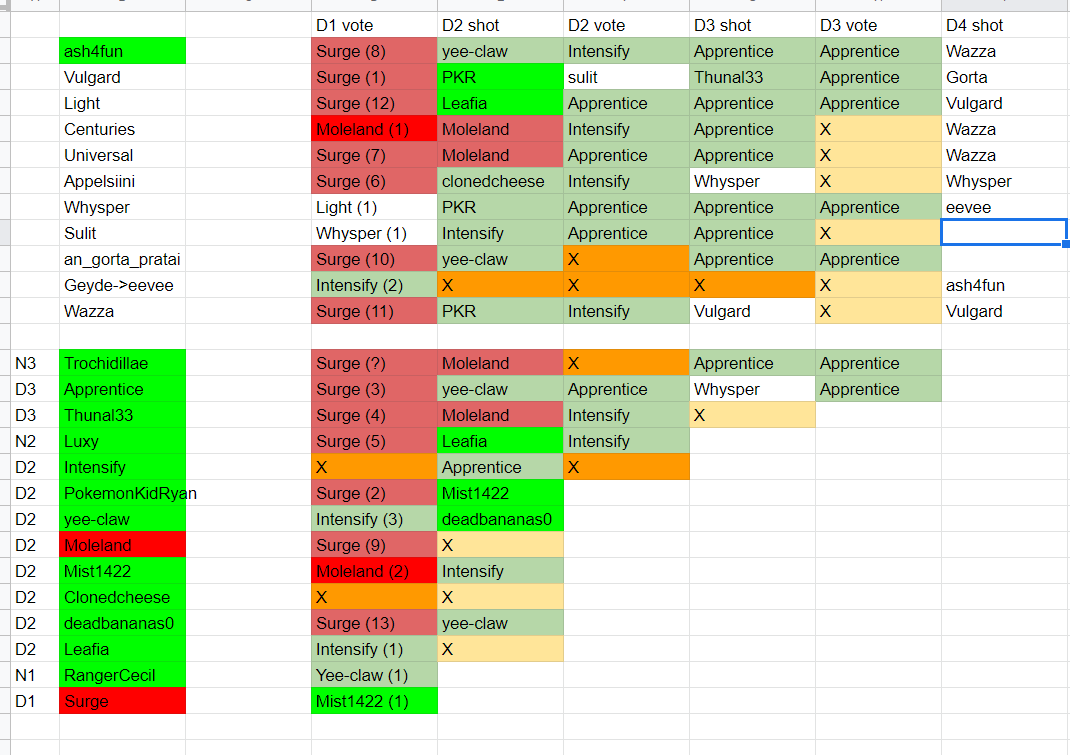 D1 vote D2 shot D2 vote D3 shot D3 vote D4 shot
ash4fun Surge (8) yee-claw Intensify Apprentice Apprentice Wazza
Vulgard Surge (1) PKR sulit Thunal33 Apprentice Gorta
Light Surge (12) Leafia Apprentice Apprentice Apprentice Vulgard
Centuries Moleland (1) Moleland Intensify Apprentice X Wazza
Universal Surge (7) Moleland Apprentice Apprentice X Wazza
Appelsiini Surge (6) clonedcheese Intensify Whysper X Whysper
Whysper Light (1) PKR Apprentice Apprentice Apprentice eevee
Sulit Whysper (1) Intensify Apprentice Apprentice X
an_gorta_pratai Surge (10) yee-claw X Apprentice Apprentice
Geyde->eevee Intensify (2) X X X X ash4fun
Wazza Surge (11) PKR Intensify Vulgard X Vulgard
N3 Trochidillae Surge (?) Moleland X Apprentice Apprentice
D3 Apprentice Surge (3) yee-claw Apprentice Whysper Apprentice
D3 Thunal33 Surge (4) Moleland Intensify X
N2 Luxy Surge (5) Leafia Intensify
D2 Intensify X Apprentice X
D2 PokemonKidRyan Surge (2) Mist1422
D2 yee-claw Intensify (3) deadbananas0
D2 Moleland Surge (9) X
D2 Mist1422 Moleland (2) Intensify
D2 Clonedcheese X X
D2 deadbananas0 Surge (13) yee-claw
D2 Leafia Intensify (1) X
N1 RangerCecil Yee-claw (1)
D1 Surge Mist1422 (1)